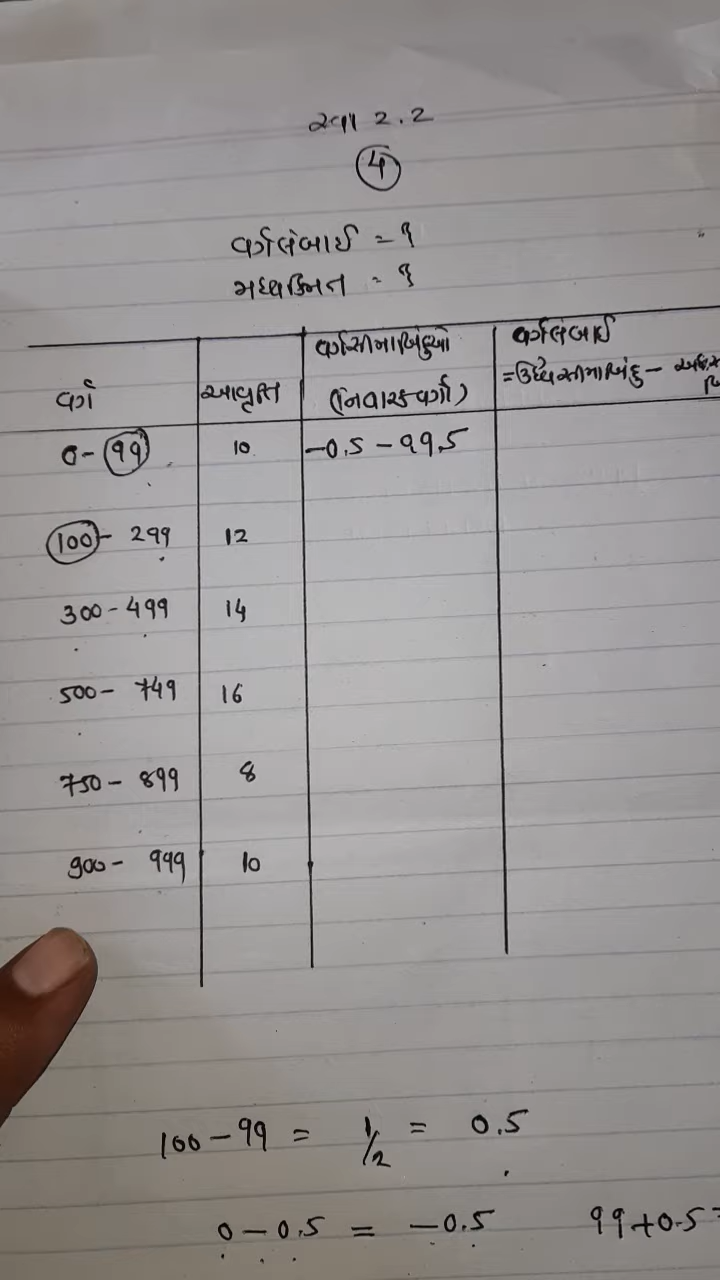 સ્વા 2.2
4
વર્ગલંબાઈ = ?
મધ્યકિંમત = ?
વર્ગ આવૃત્તિ વર્ગસીમાબિંદુઓ (નિવારક વર્ગો) વર્ગલંબાઈ = ઉર્ધ્વસીમાબિંદુ -
0 - 99 10 -0.5 - 99.5
100 - 299 12
300 - 499 14
500 - 749 16
750 - 899 8
900 - 999 10
100 - 99 = 1/2 = 0.5
0 - 0.5 = -0.5 99+0.5=